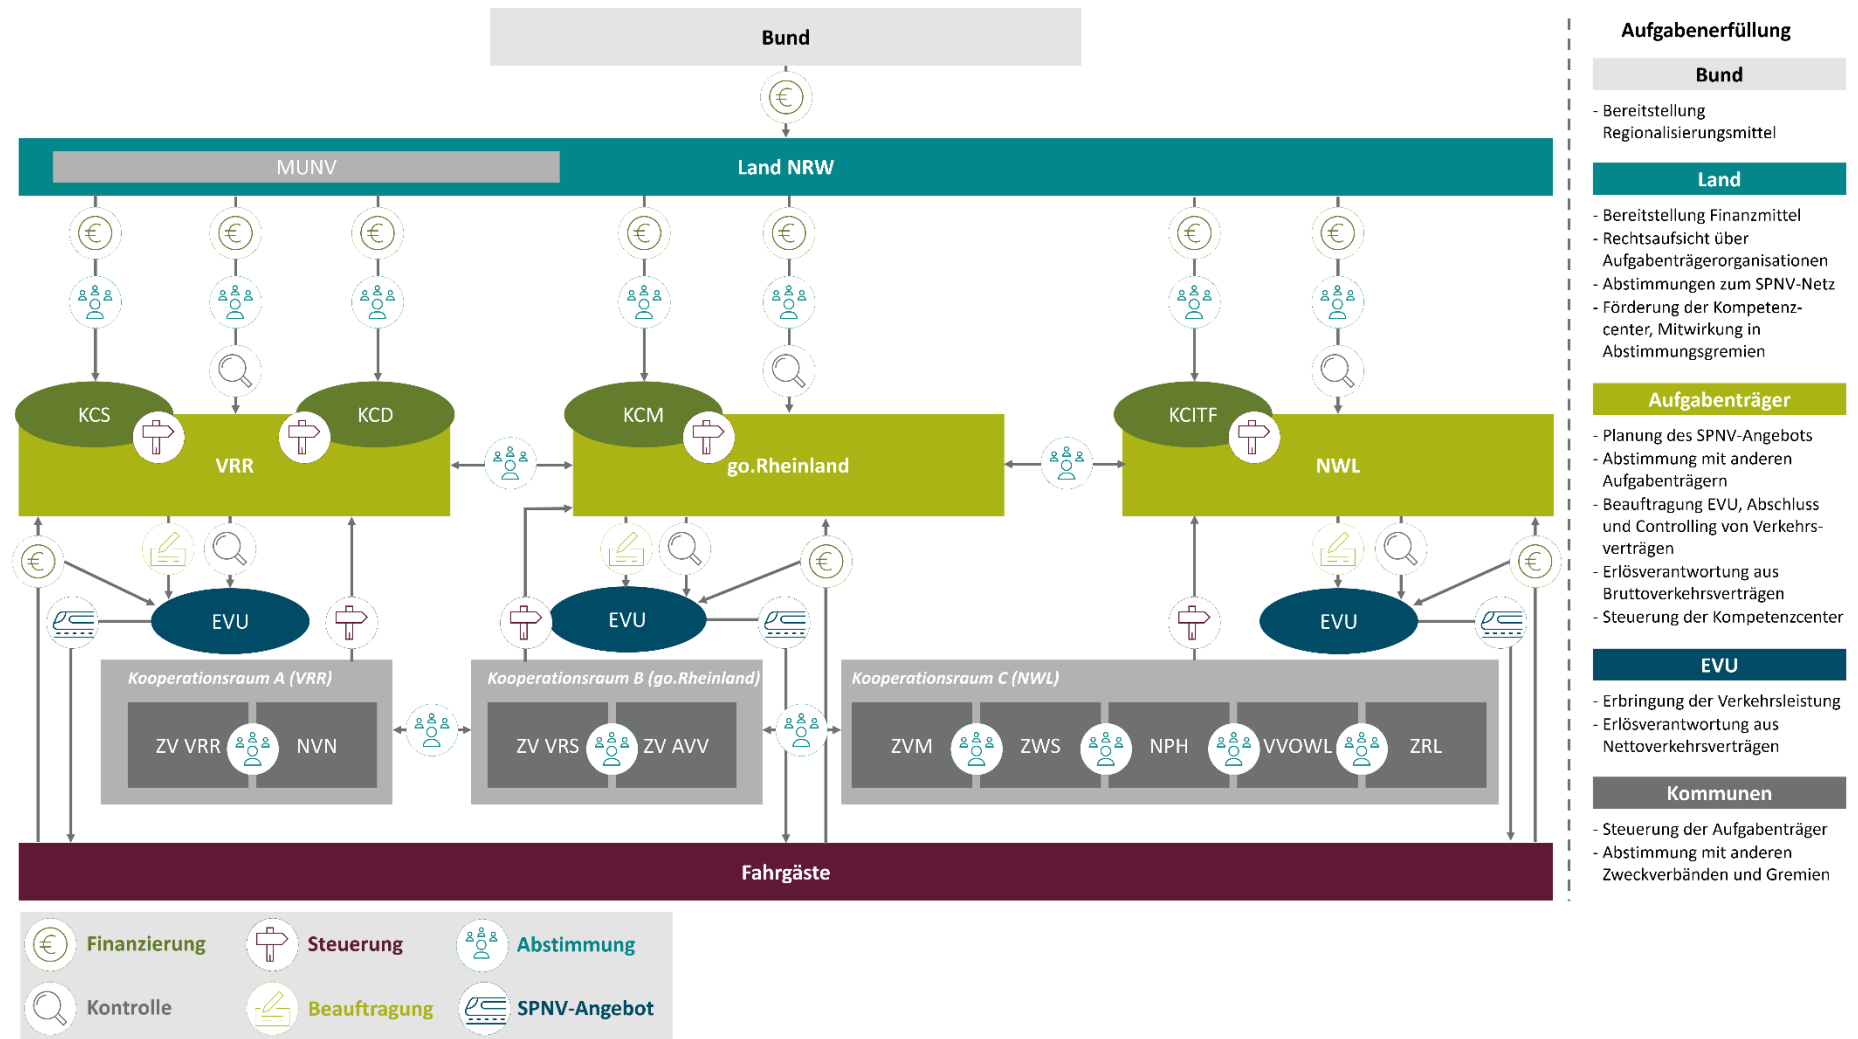 Bund
MUNV
Land NRW
KCS
KCD
KCM
KCITF
VRR
go.Rheinland
NWL
EVU
EVU
EVU
Kooperationsraum A (VRR)
Kooperationsraum B (go.Rheinland)
Kooperationsraum C (NWL)
ZV VRR
NVN
ZV VRS
ZV AVV
ZVM
ZWS
NPH
VVOWL
ZRL
Fahrgäste
Finanzierung
Steuerung
Abstimmung
Kontrolle
Beauftragung
SPNV-Angebot
Aufgabenerfüllung
Bund
- Bereitstellung
Regionalisierungsmittel
Land
- Bereitstellung Finanzmittel
- Rechtsaufsicht über
Aufgabenträgerorganisationen
- Abstimmungen zum SPNV-Netz
- Förderung der Kompetenz-
center, Mitwirkung in
Abstimmungsgremien
Aufgabenträger
- Planung des SPNV-Angebots
- Abstimmung mit anderen
Aufgabenträgern
- Beauftragung EVU, Abschluss
und Controlling von Verkehrs-
verträgen
- Erlösverantwortung aus
Bruttoverkehrsverträgen
- Steuerung der Kompetenzcenter
EVU
- Erbringung der Verkehrsleistung
- Erlösverantwortung aus
Nettoverkehrsverträgen
Kommunen
- Steuerung der Aufgabenträger
- Abstimmung mit anderen
Zweckverbänden und Gremien